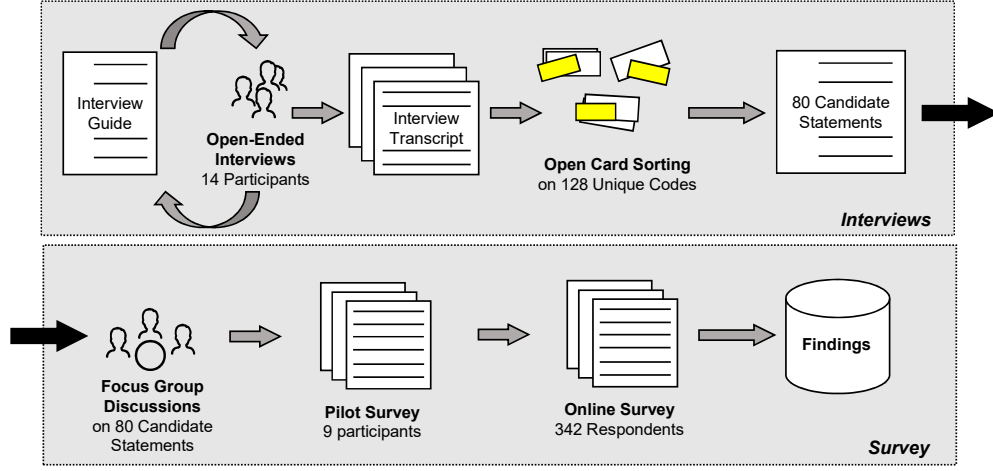 Interview
Guide
Open-Ended
Interviews
14 Participants
Interview
Transcript
Open Card Sorting
on 128 Unique Codes
80 Candidate
Statements
Interviews
Focus Group
Discussions
on 80 Candidate
Statements
Pilot Survey
9 participants
Online Survey
342 Respondents
Findings
Survey